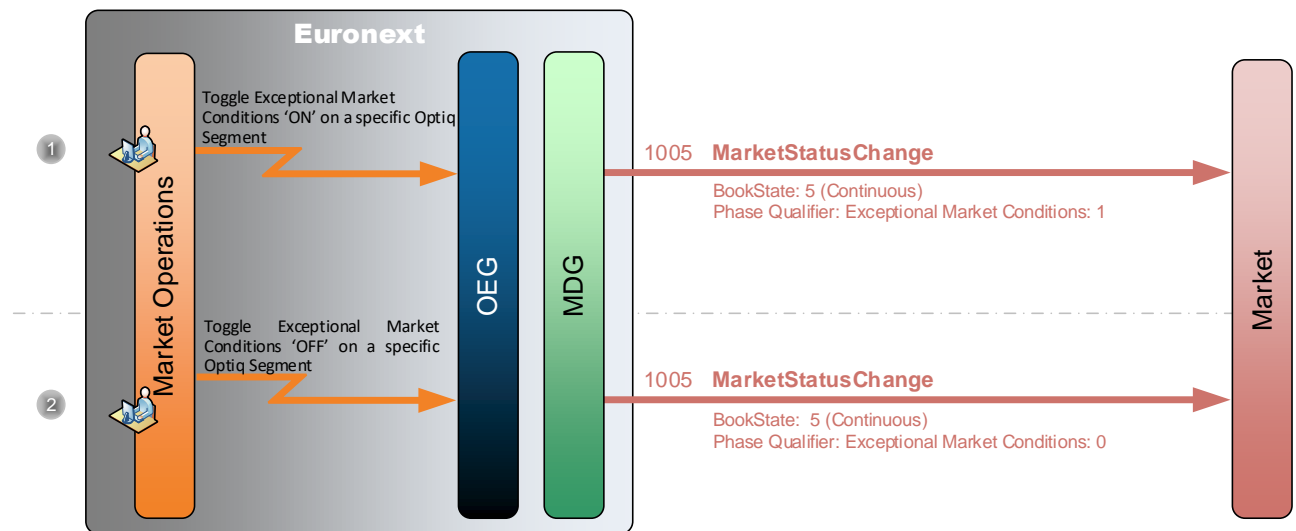 Euronext
1
Market Operations
Toggle Exceptional Market
Conditions ‘ON’ on a specific Optiq
Segment
OEG
MDG
1005 MarketStatusChange
BookState: 5 (Continuous)
Phase Qualifier: Exceptional Market Conditions: 1
Market
2
Toggle Exceptional Market
Conditions ‘OFF’ on a specific
Optiq Segment
1005 MarketStatusChange
BookState: 5 (Continuous)
Phase Qualifier: Exceptional Market Conditions: 0